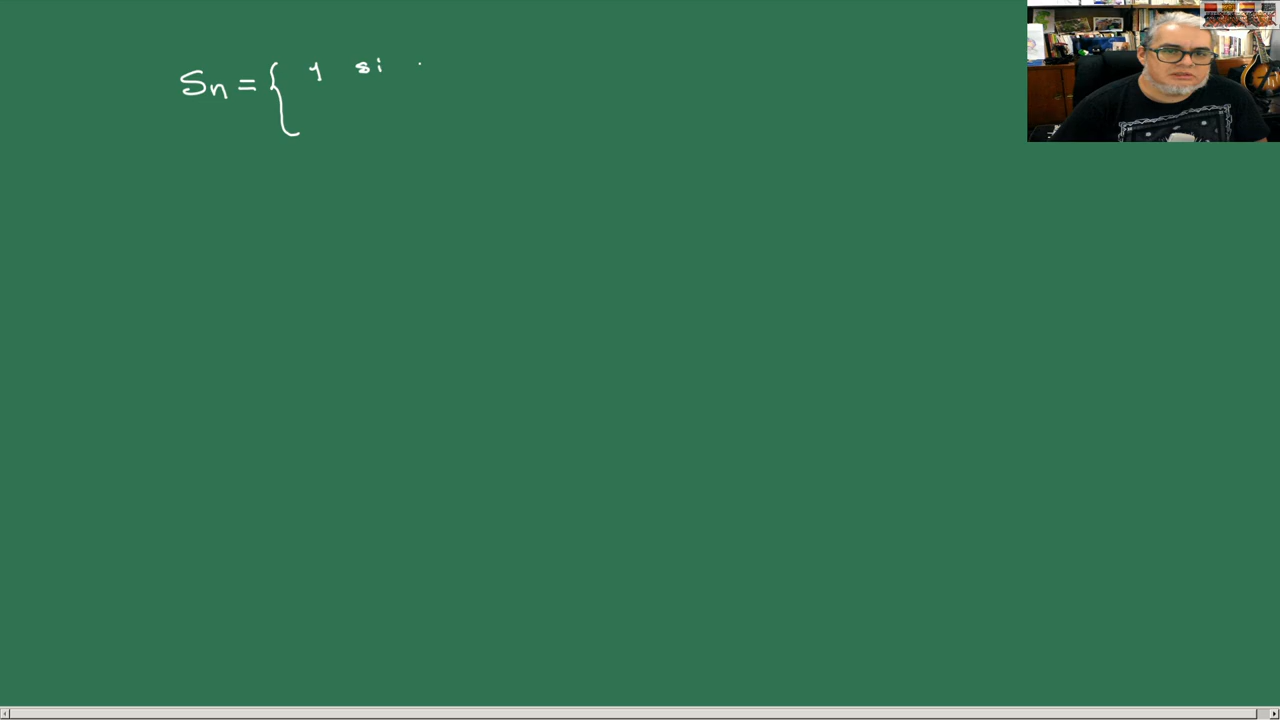 Sn = { 1 si